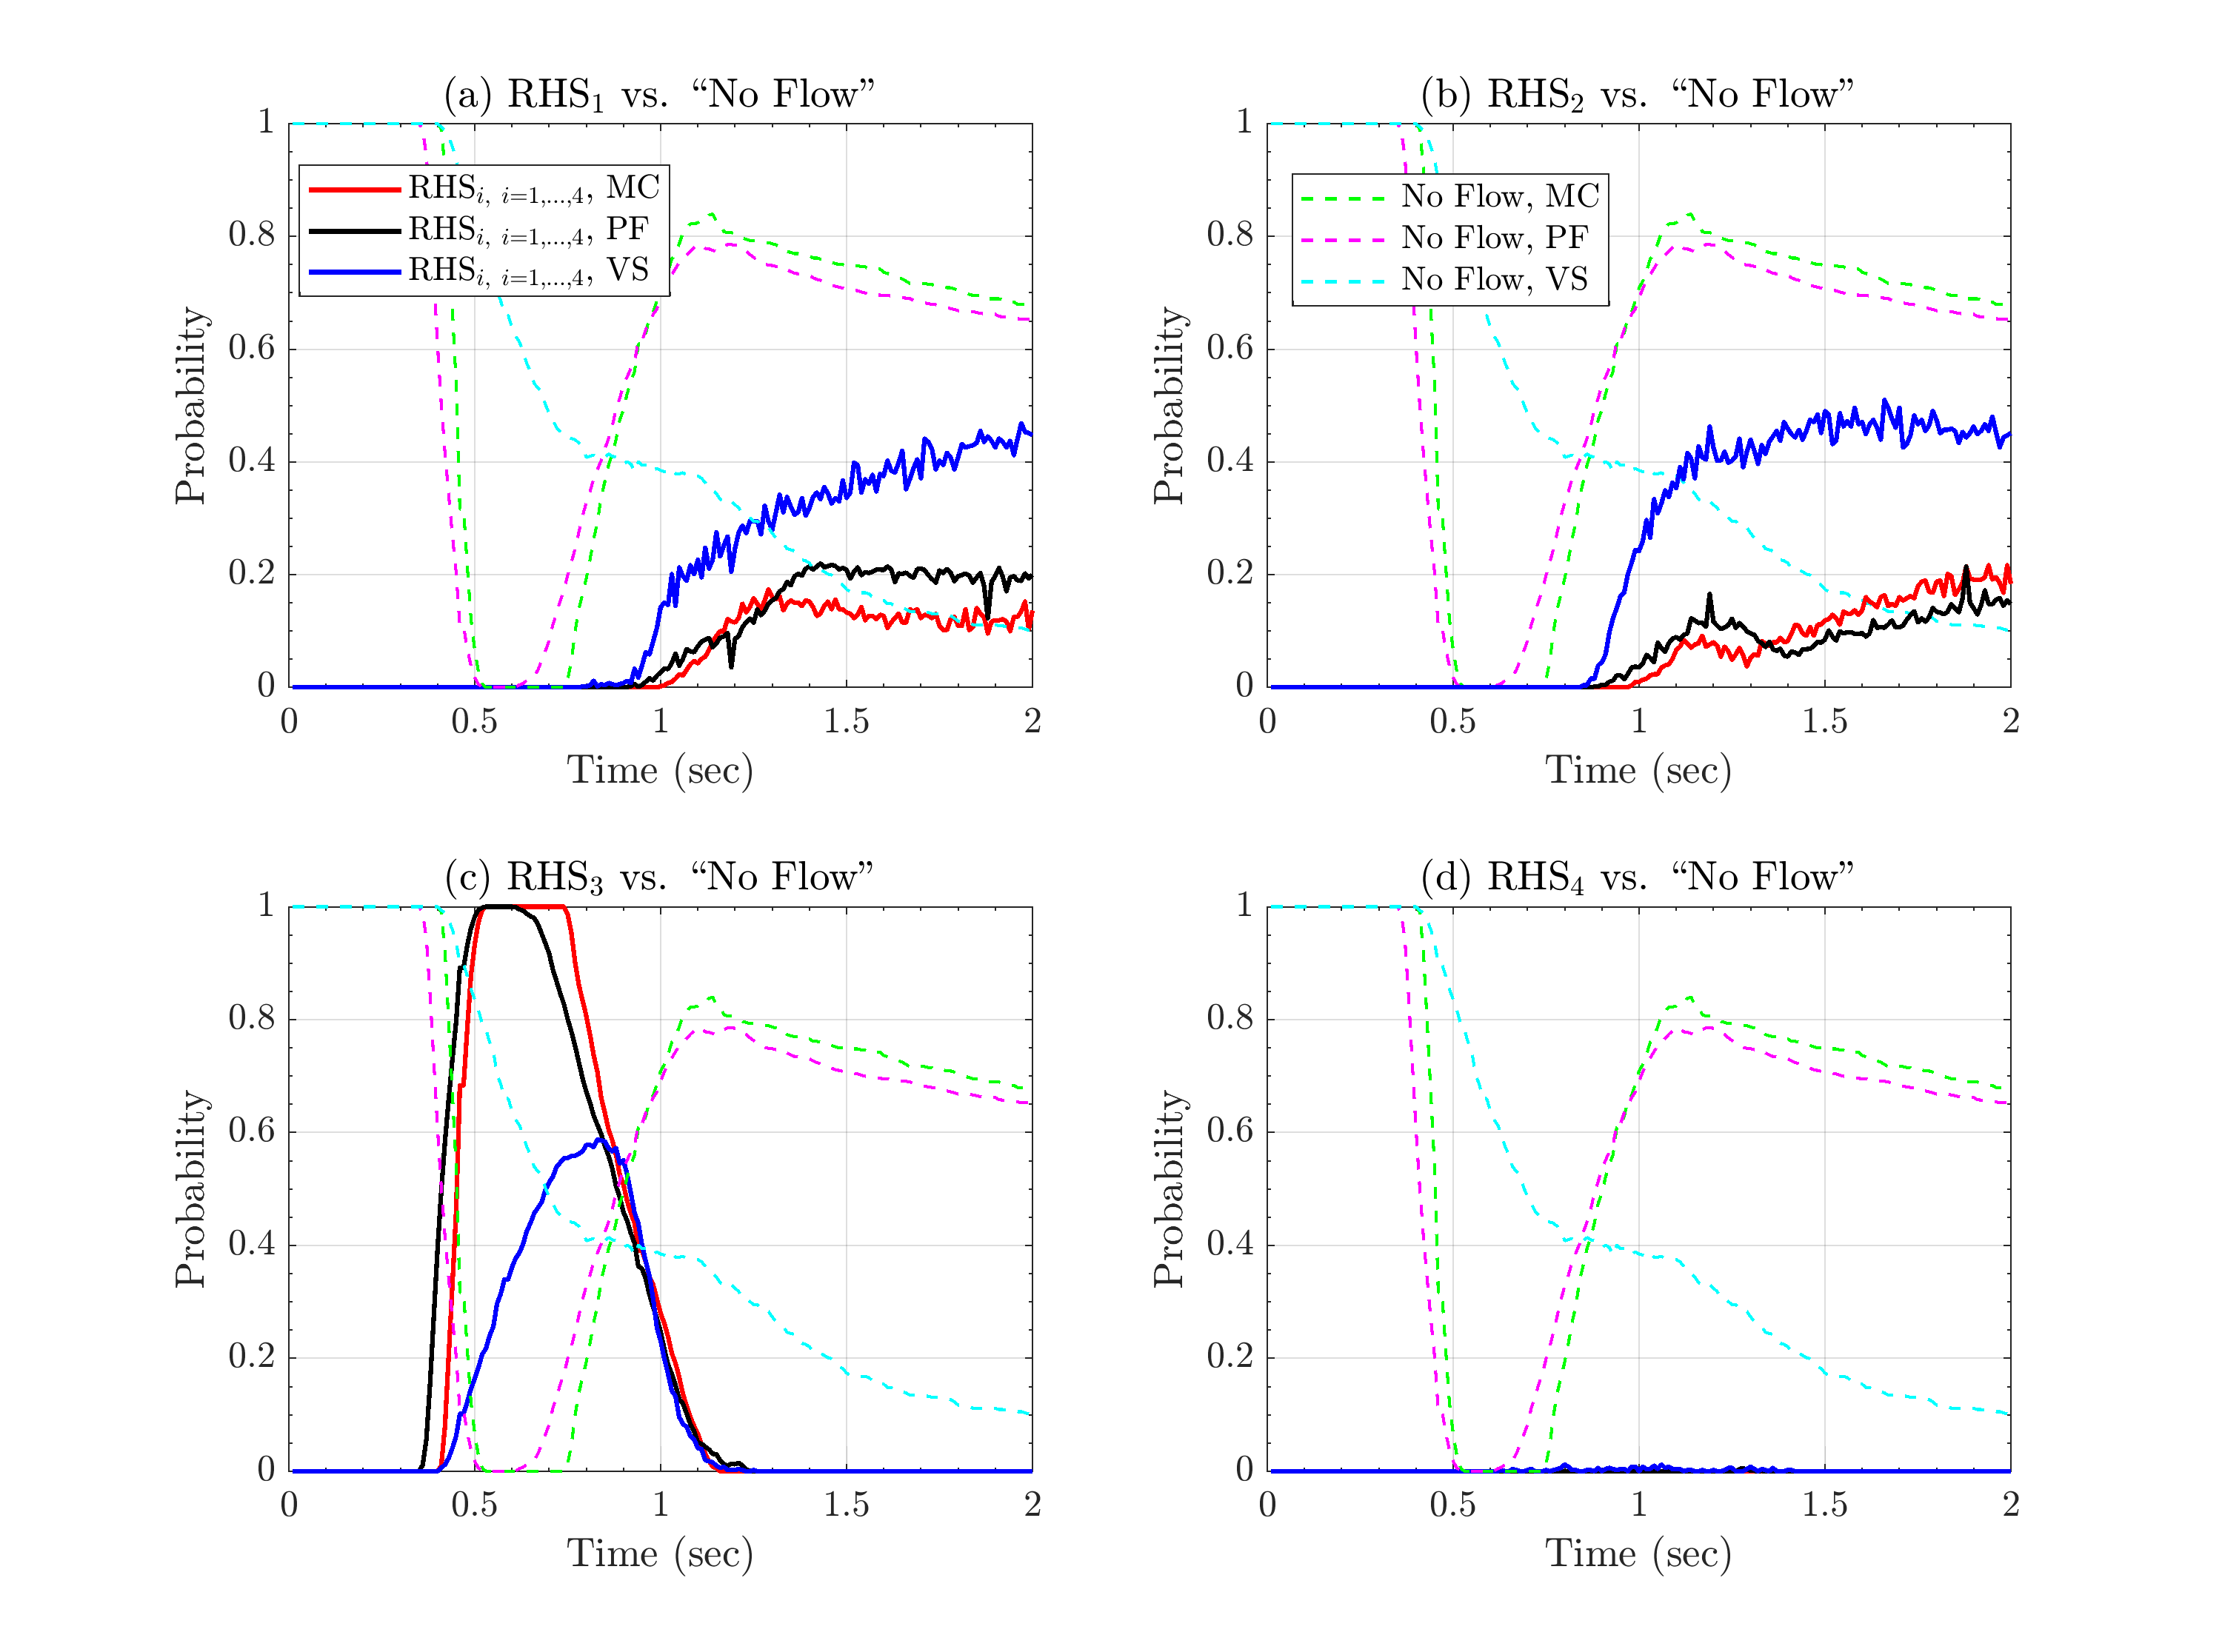 (a) RHS₁ vs. “No Flow”
1
0.8
0.6
0.4
0.2
0
Probability
RHSᵢ, ᵢ₌₁,...,₄, MC
RHSᵢ, ᵢ₌₁,...,₄, PF
RHSᵢ, ᵢ₌₁,...,₄, VS
0 0.5 1 1.5 2
Time (sec)
(b) RHS₂ vs. “No Flow”
1
0.8
0.6
0.4
0.2
0
Probability
No Flow, MC
No Flow, PF
No Flow, VS
0 0.5 1 1.5 2
Time (sec)
(c) RHS₃ vs. “No Flow”
1
0.8
0.6
0.4
0.2
0
Probability
0 0.5 1 1.5 2
Time (sec)
(d) RHS₄ vs. “No Flow”
1
0.8
0.6
0.4
0.2
0
Probability
0 0.5 1 1.5 2
Time (sec)